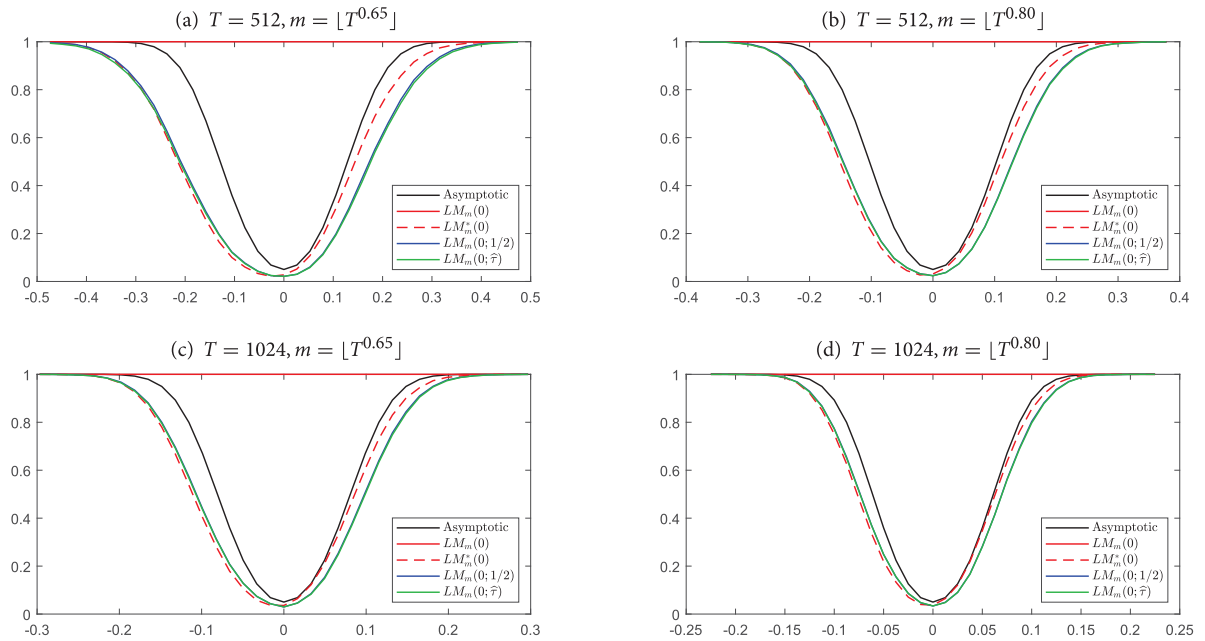 (a) T = 512, m = ⌊T^0.65⌋
1
0.8
0.6
0.4
0.2
0
-0.5 -0.4 -0.3 -0.2 -0.1 0 0.1 0.2 0.3 0.4 0.5
Asymptotic
LM_m(0)
LM*_m(0)
LM_m(0; 1/2)
LM_m(0; τ̂)
(b) T = 512, m = ⌊T^0.80⌋
1
0.8
0.6
0.4
0.2
0
-0.4 -0.3 -0.2 -0.1 0 0.1 0.2 0.3 0.4
Asymptotic
LM_m(0)
LM*_m(0)
LM_m(0; 1/2)
LM_m(0; τ̂)
(c) T = 1024, m = ⌊T^0.65⌋
1
0.8
0.6
0.4
0.2
0
-0.3 -0.2 -0.1 0 0.1 0.2 0.3
Asymptotic
LM_m(0)
LM*_m(0)
LM_m(0; 1/2)
LM_m(0; τ̂)
(d) T = 1024, m = ⌊T^0.80⌋
1
0.8
0.6
0.4
0.2
0
-0.25 -0.2 -0.15 -0.1 -0.05 0 0.05 0.1 0.15 0.2 0.25
Asymptotic
LM_m(0)
LM*_m(0)
LM_m(0; 1/2)
LM_m(0; τ̂)